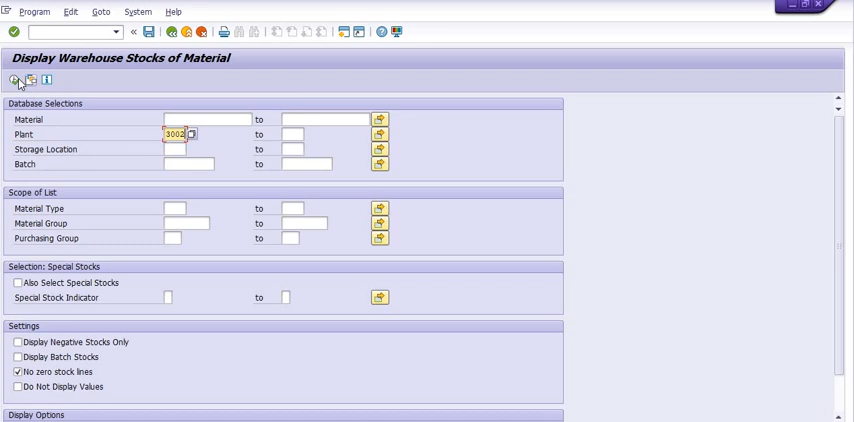 Program Edit Goto System Help
Display Warehouse Stocks of Material
Database Selections
Material to
Plant 3002 to
Storage Location to
Batch to
Scope of List
Material Type to
Material Group to
Purchasing Group to
Selection: Special Stocks
Also Select Special Stocks
Special Stock Indicator to
Settings
Display Negative Stocks Only
Display Batch Stocks
No zero stock lines
Do Not Display Values
Display Options